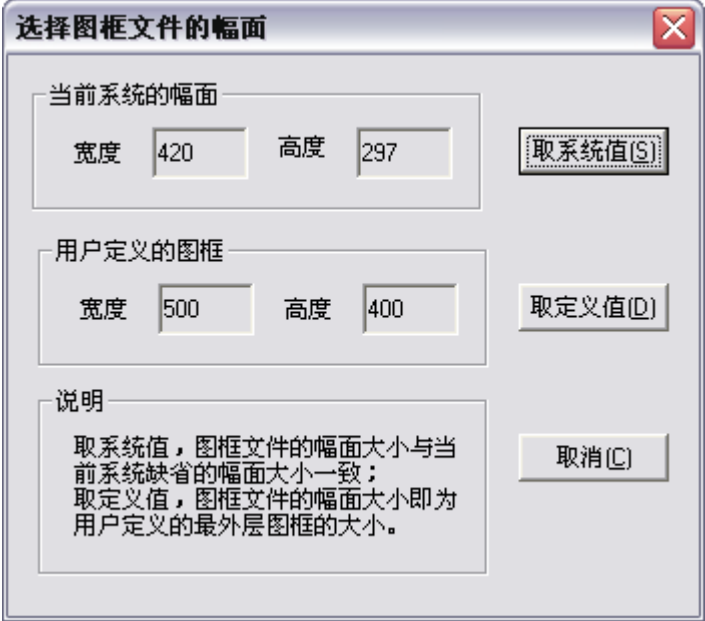 选择图框文件的幅面
当前系统的幅面
宽度 420 高度 297
取系统值(S)
用户定义的图框
宽度 500 高度 400
取定义值(D)
说明
取系统值，图框文件的幅面大小与当
前系统缺省的幅面大小一致；
取定义值，图框文件的幅面大小即为
用户定义的最外层图框的大小。
取消(C)